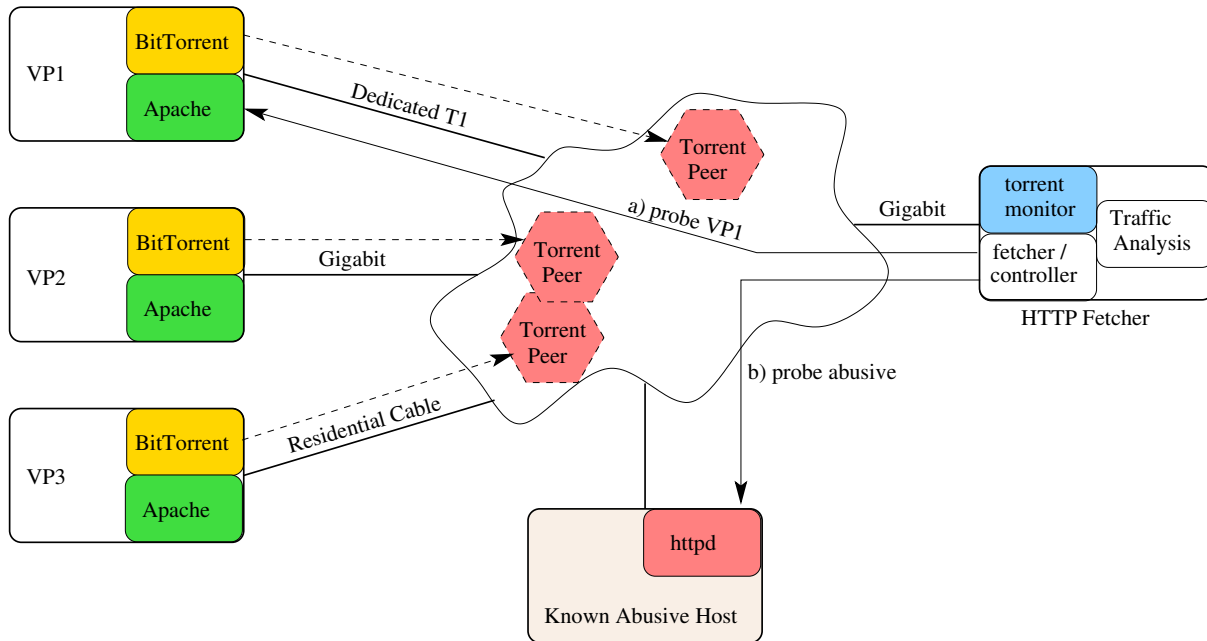 VP1
BitTorrent
Apache
Dedicated T1
Torrent
Peer
a) probe VP1
VP2
BitTorrent
Apache
Gigabit
Torrent
Peer
Torrent
Peer
VP3
BitTorrent
Apache
Residential Cable
Gigabit
torrent
monitor
fetcher /
controller
Traffic
Analysis
HTTP Fetcher
b) probe abusive
httpd
Known Abusive Host